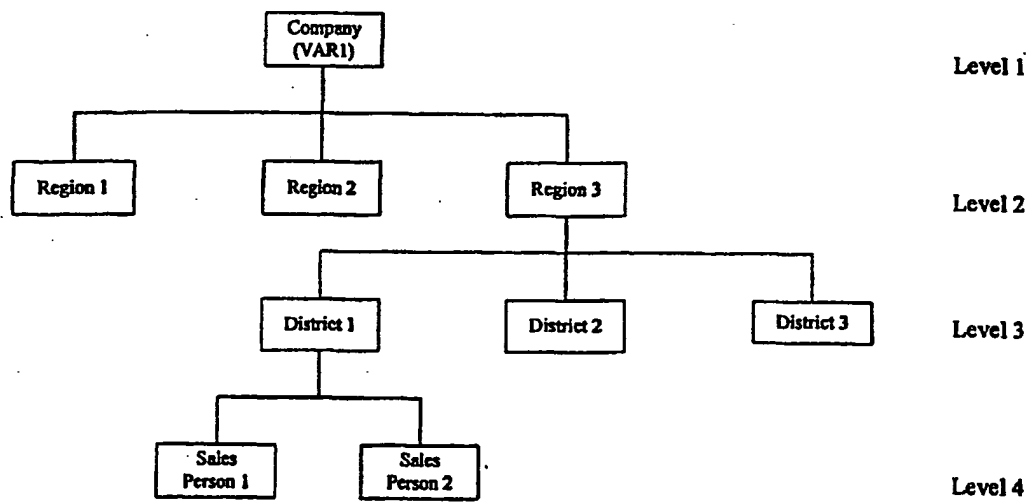 Company
(VAR1)
Level 1
Region 1
Region 2
Region 3
Level 2
District 1
District 2
District 3
Level 3
Sales
Person 1
Sales
Person 2
Level 4